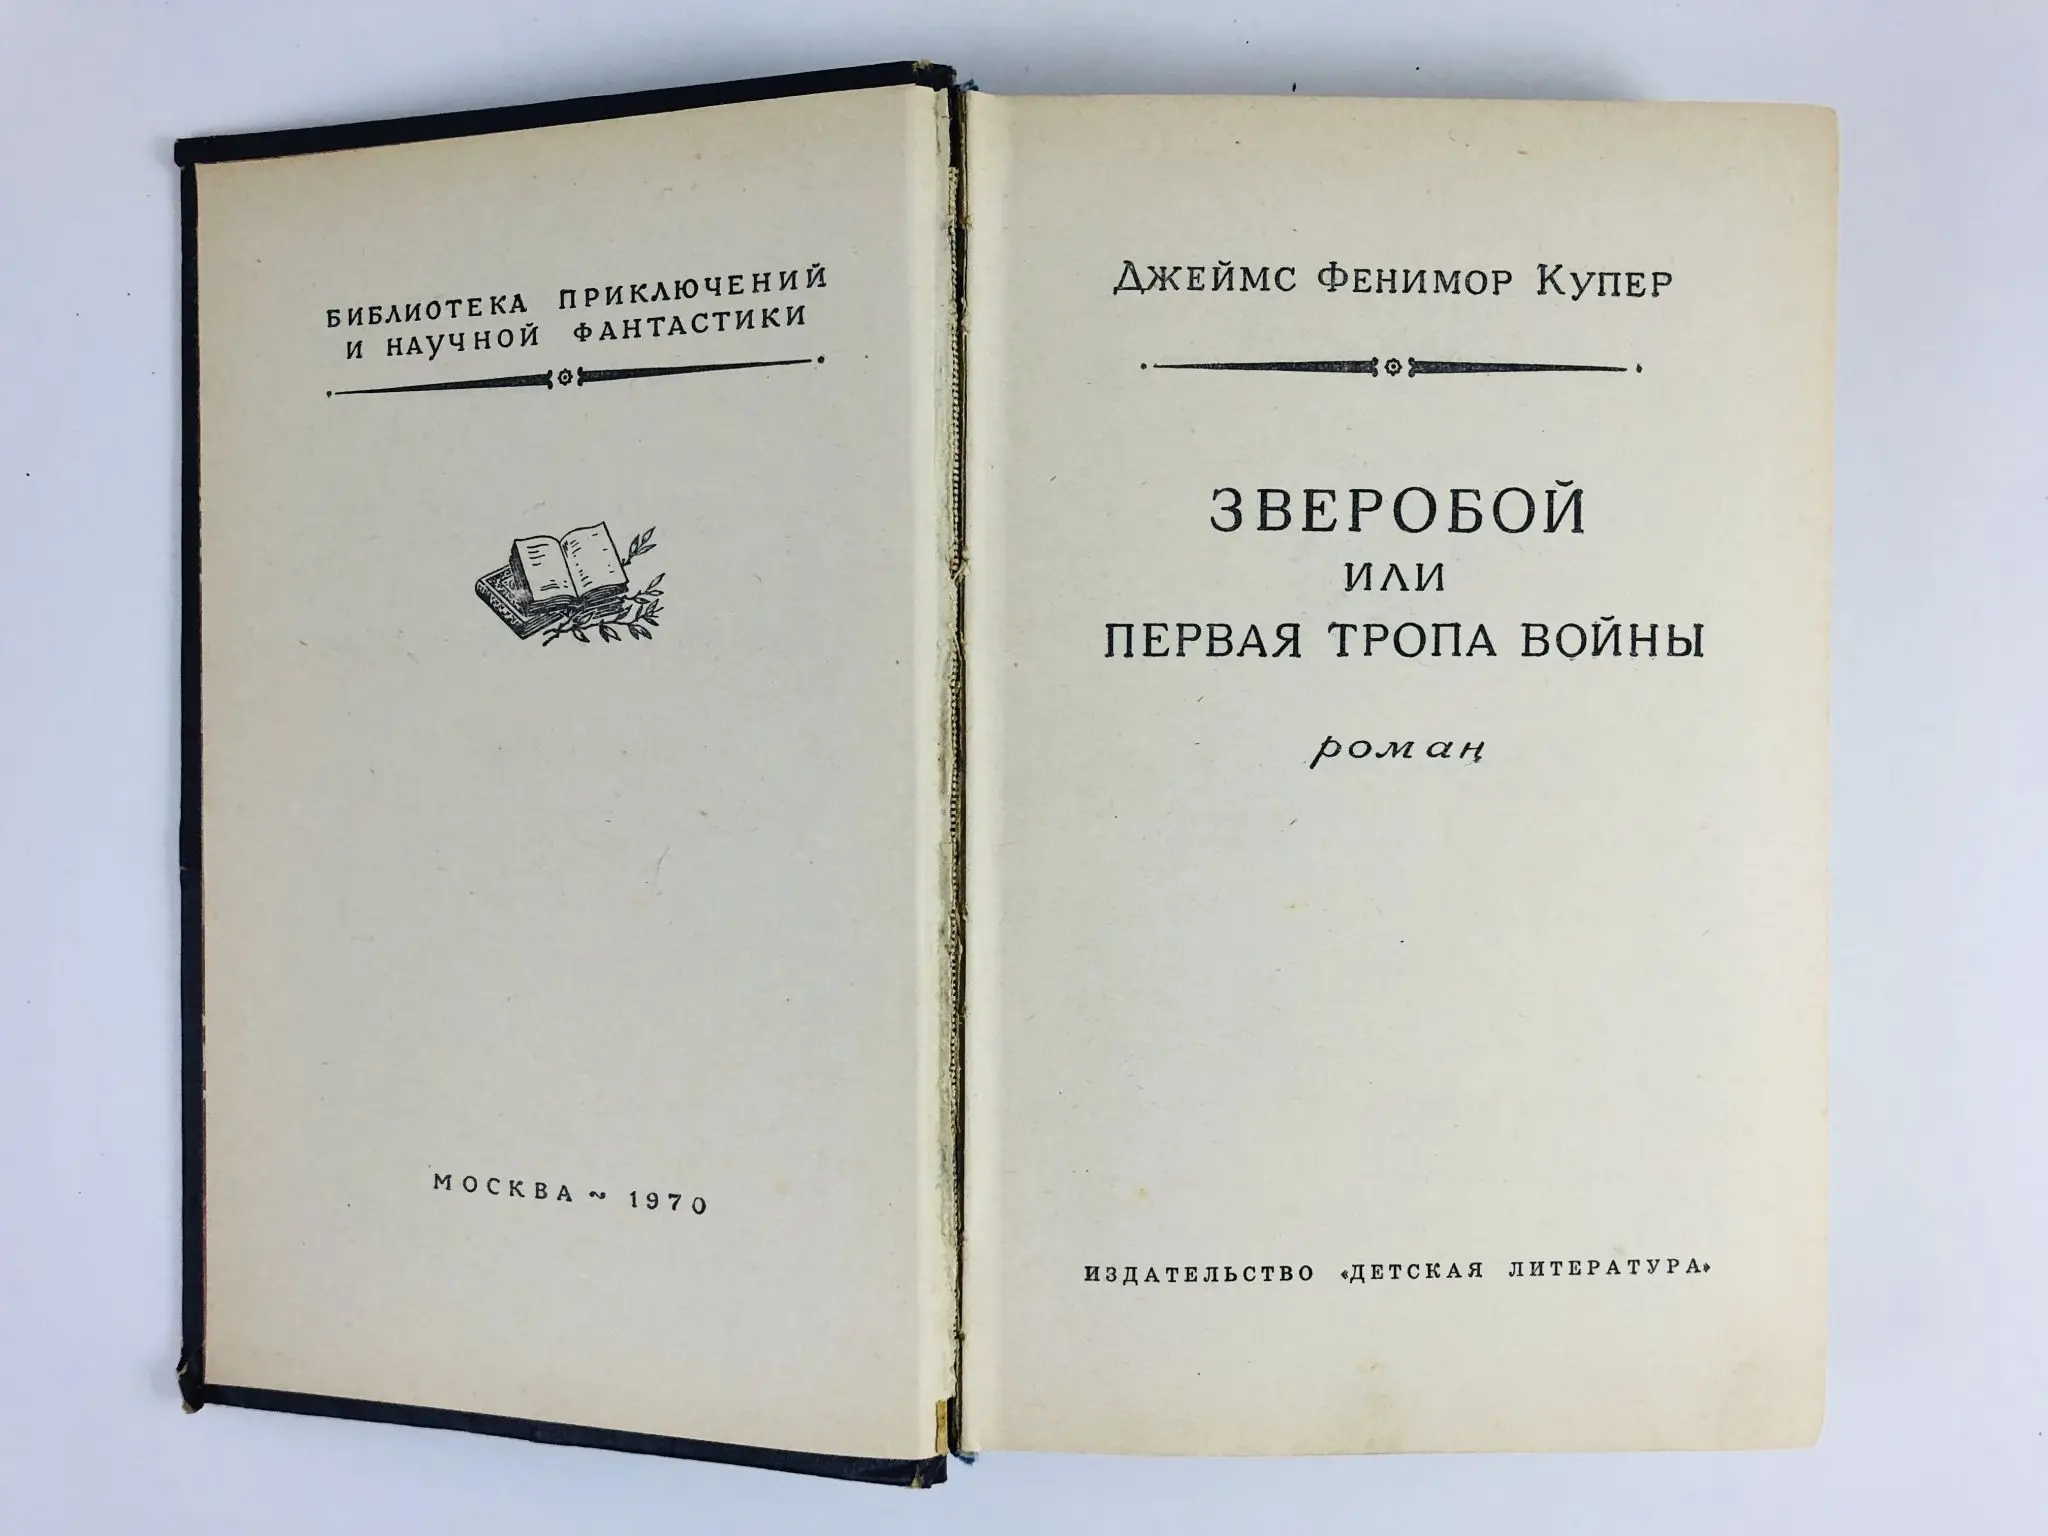 БИБЛИОТЕКА ПРИКЛЮЧЕНИЙ
И НАУЧНОЙ ФАНТАСТИКИ
МОСКВА ~ 1970
ДЖЕЙМС ФЕНИМОР КУПЕР
ЗВЕРОБОЙ
ИЛИ
ПЕРВАЯ ТРОПА ВОЙНЫ
роман
ИЗДАТЕЛЬСТВО «ДЕТСКАЯ ЛИТЕРАТУРА»